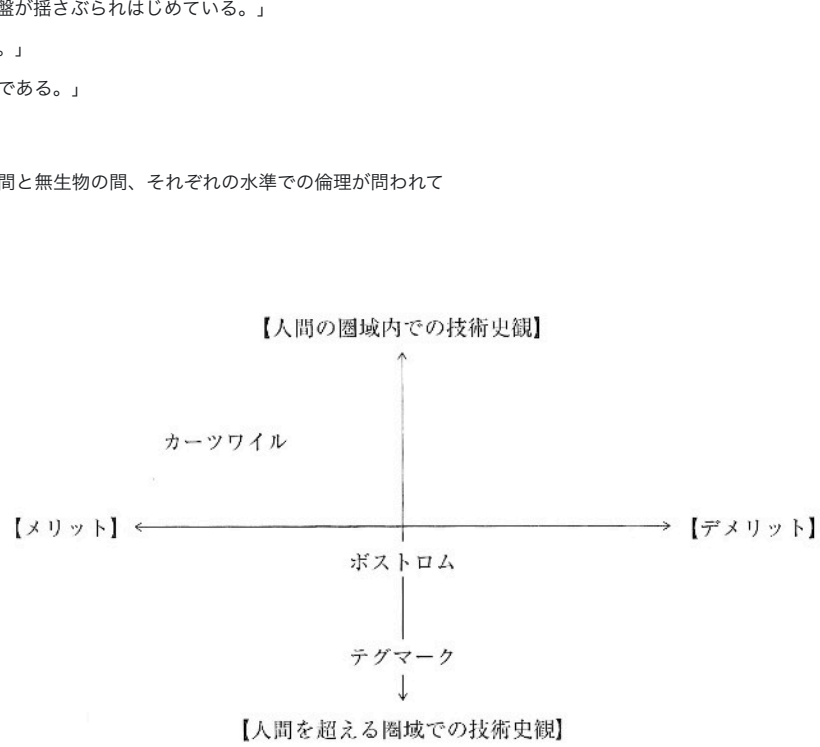 盤が揺さぶられはじめている。」
。」
である。」
間と無生物の間、それぞれの水準での倫理が問われて
【人間の圏域内での技術史観】
カーツワイル
【メリット】
【デメリット】
ボストロム
テグマーク
【人間を超える圏域での技術史観】